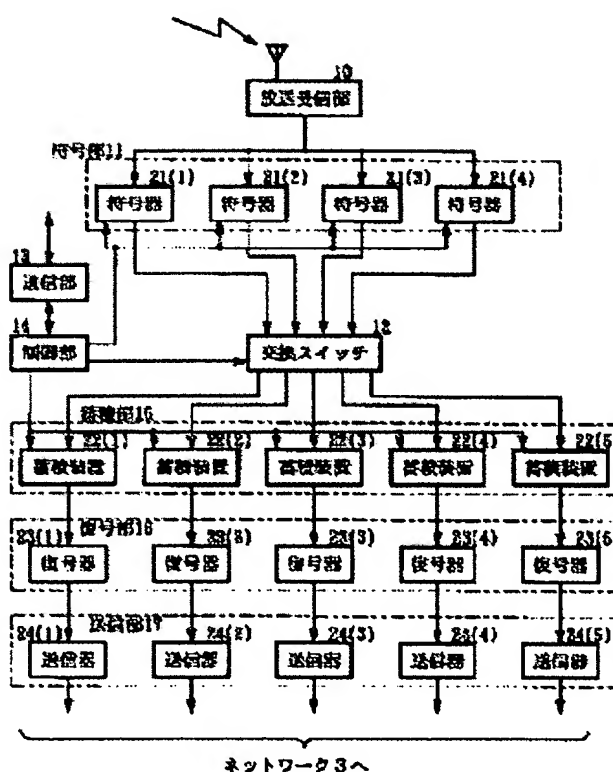 10
放送受信部
符号部11
21(1) 21(2) 21(3) 21(4)
符号器 符号器 符号器 符号器
13
通信部
14
制御部
12
交換スイッチ
蓄積部15
22(1) 22(2) 22(3) 22(4) 22(5
蓄積装置 蓄積装置 蓄積装置 蓄積装置 蓄積装置
復号部16
23(1) 23(2) 23(3) 23(4) 23(5)
復号器 復号器 復号器 復号器 復号器
送信部17
24(1) 24(2) 24(3) 24(4) 24(5)
送信器 送信部 送信器 送信器 送信器
ネットワーク3へ